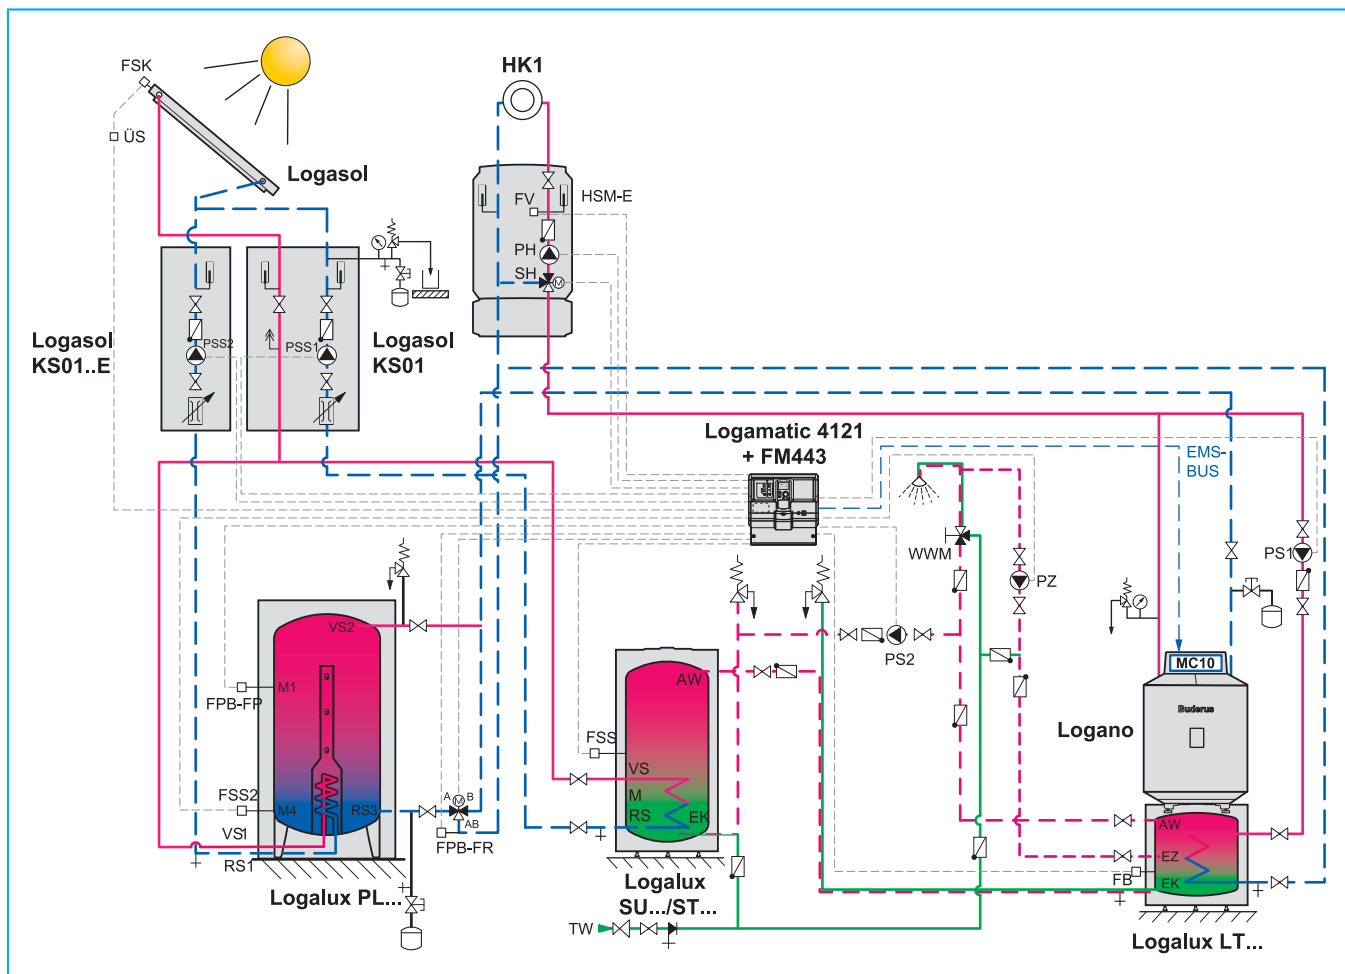 FSK
ÜS
Logasol
HK1
FV
HSM-E
PH
SH
M
Logasol
KS01..E
PSS2
PSS1
Logasol
KS01
Logamatic 4121
+ FM443
EMS-
BUS
WWM
PZ
PS1
PS2
MC10
Buderus
Logano
VS2
M1
FPB-FP
FSS2
M4
RS3
VS1
RS1
A
M
B
AB
FPB-FR
Logalux PL...
AW
FSS
VS
M
RS
EK
Logalux
SU.../ST...
TW
AW
EZ
FB
EK
Logalux LT...